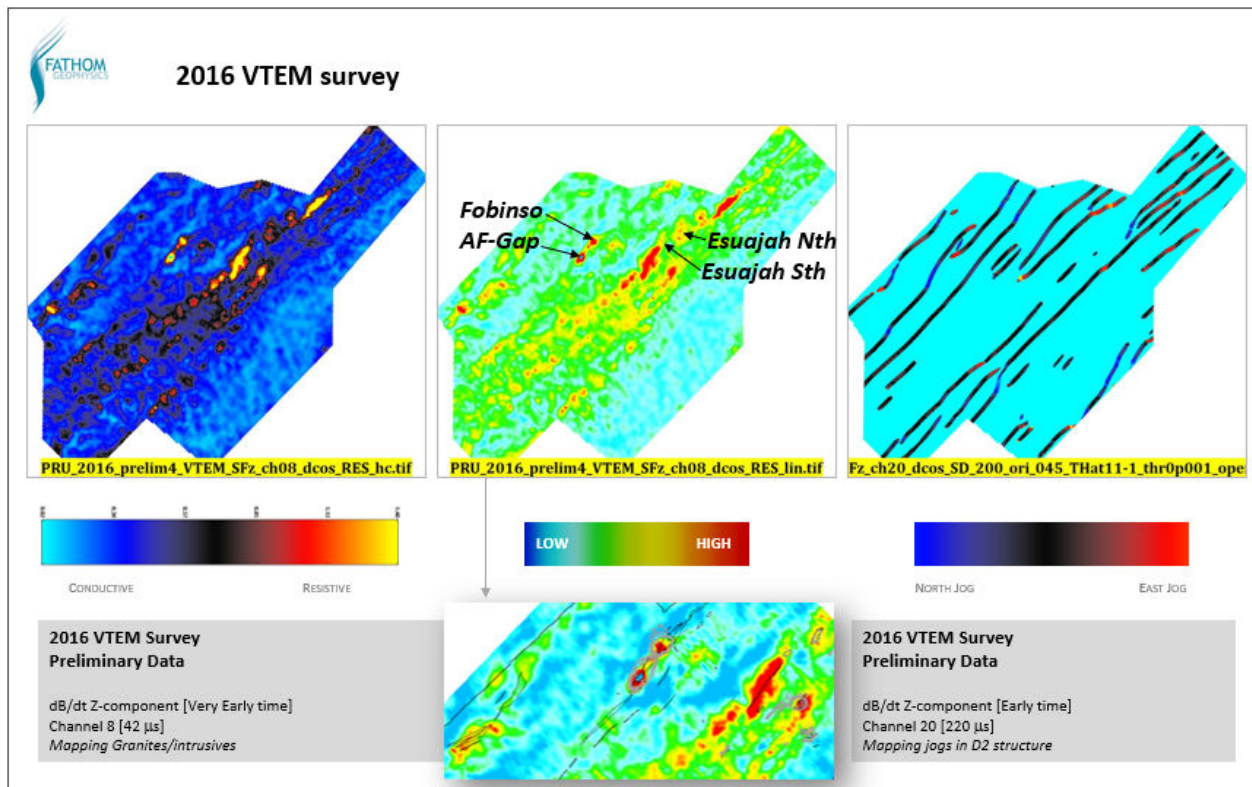 FATHOM
GEOPHYSICS
2016 VTEM survey
Fobinso
AF-Gap
Esuajah Nth
Esuajah Sth
PRU_2016_prelim4_VTEM_SFz_ch08_dcos_RES_hc.tif
PRU_2016_prelim4_VTEM_SFz_ch08_dcos_RES_lin.tif
Fz_ch20_dcos_SD_200_ori_045_THat11-1_thr0p001_ope
CONDUCTIVE
RESISTIVE
LOW
HIGH
NORTH JOG
EAST JOG
2016 VTEM Survey
Preliminary Data
dB/dt Z-component [Very Early time]
Channel 8 [42 µs]
Mapping Granites/intrusives
2016 VTEM Survey
Preliminary Data
dB/dt Z-component [Early time]
Channel 20 [220 µs]
Mapping jogs in D2 structure